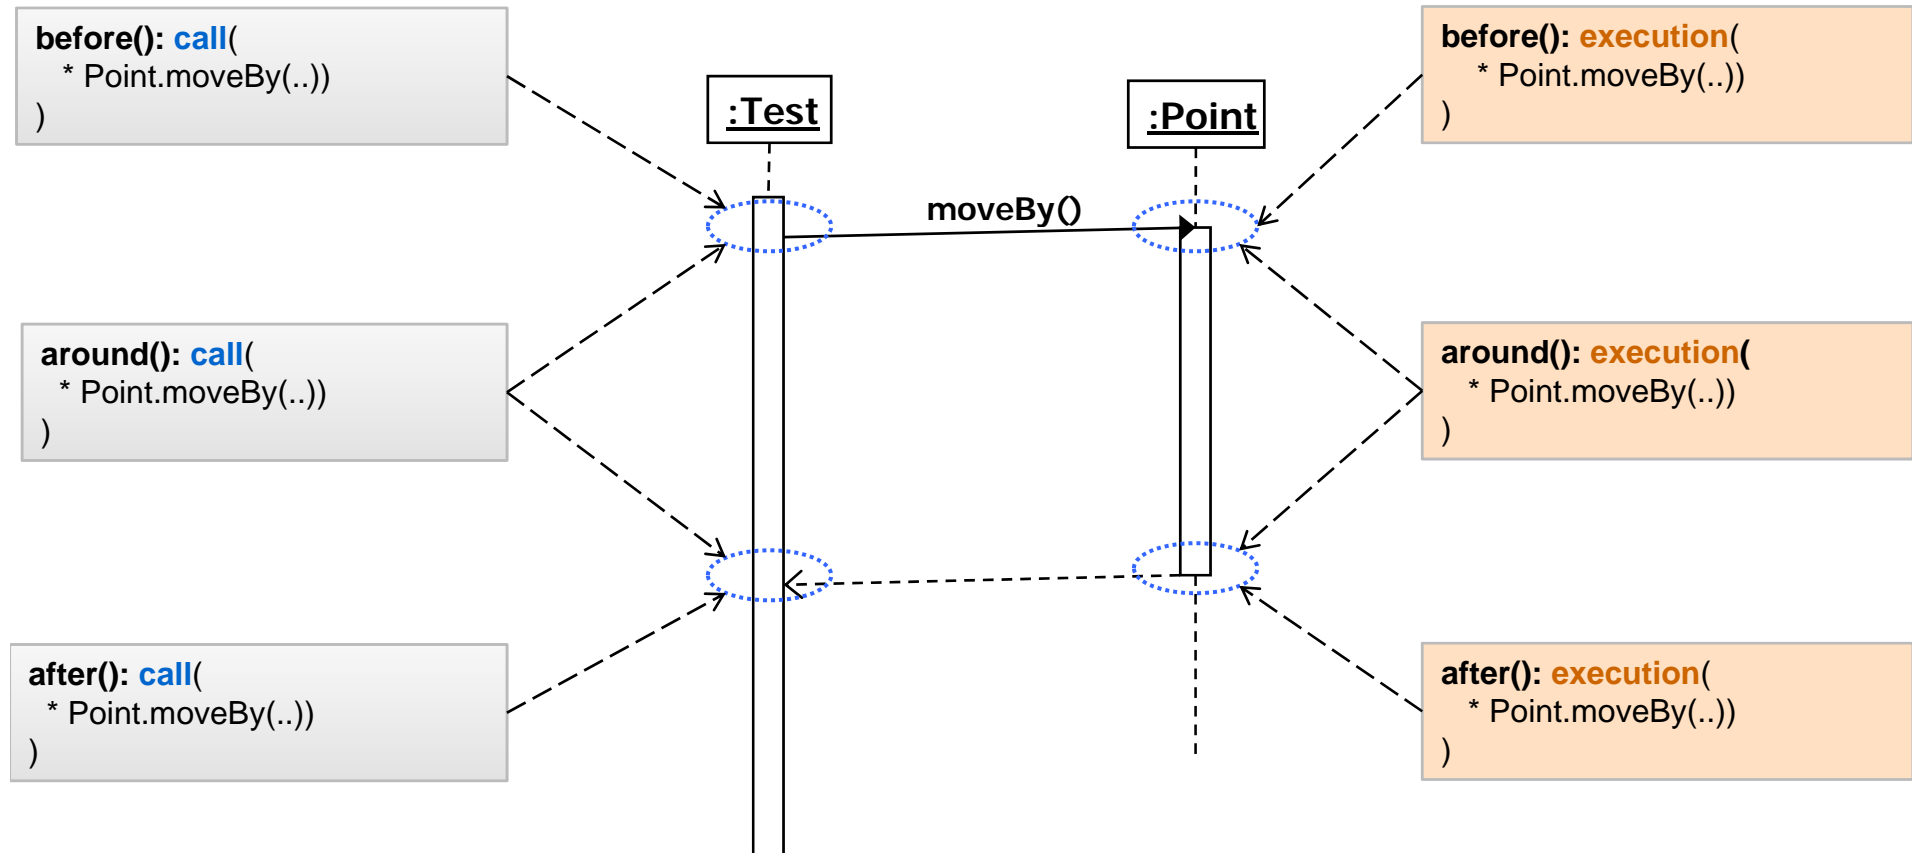 before(): call(
* Point.moveBy(..))
)
:Test
:Point
before(): execution(
* Point.moveBy(..))
)
moveBy()
around(): call(
* Point.moveBy(..))
)
around(): execution(
* Point.moveBy(..))
)
after(): call(
* Point.moveBy(..))
)
after(): execution(
* Point.moveBy(..))
)